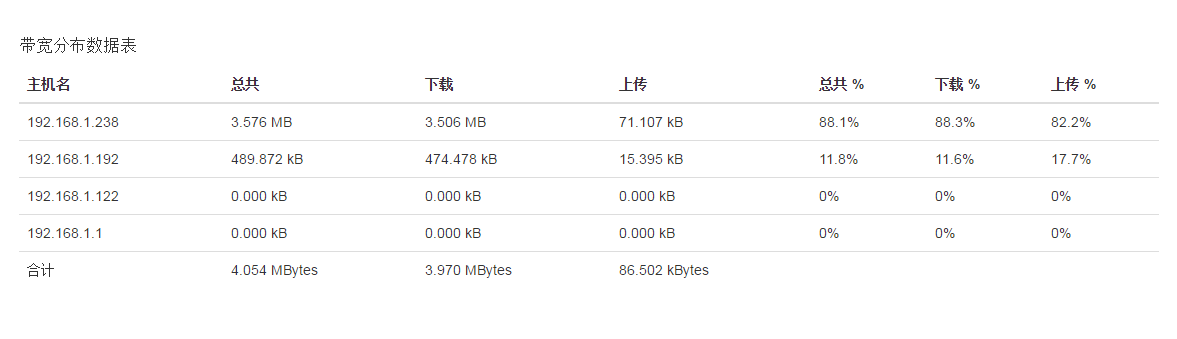 带宽分布数据表
主机名 总共 下载 上传 总共 % 下载 % 上传 %
192.168.1.238 3.576 MB 3.506 MB 71.107 kB 88.1% 88.3% 82.2%
192.168.1.192 489.872 kB 474.478 kB 15.395 kB 11.8% 11.6% 17.7%
192.168.1.122 0.000 kB 0.000 kB 0.000 kB 0% 0% 0%
192.168.1.1 0.000 kB 0.000 kB 0.000 kB 0% 0% 0%
合计 4.054 MBytes 3.970 MBytes 86.502 kBytes